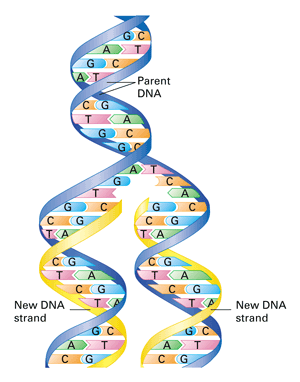 G C
A T
G C
A T
Parent
DNA
C G
T A
G C
G C
A T
T C
G A
G C G C
C G C G
T A T A
C G C G
T A G A
New DNA
strand
T A T A
New DNA
strand
G C G C
A T A T
C G C G